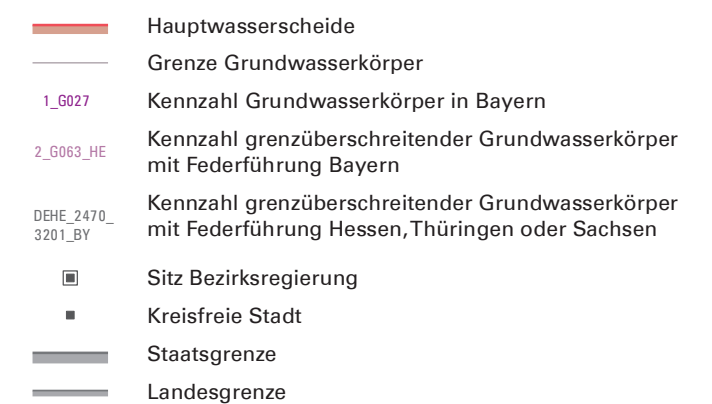 Hauptwasserscheide
Grenze Grundwasserkörper
1_G027 Kennzahl Grundwasserkörper in Bayern
2_G063_HE Kennzahl grenzüberschreitender Grundwasserkörper
mit Federführung Bayern
DEHE_2470_
3201_BY
Kennzahl grenzüberschreitender Grundwasserkörper
mit Federführung Hessen, Thüringen oder Sachsen
Sitz Bezirksregierung
Kreisfreie Stadt
Staatsgrenze
Landesgrenze